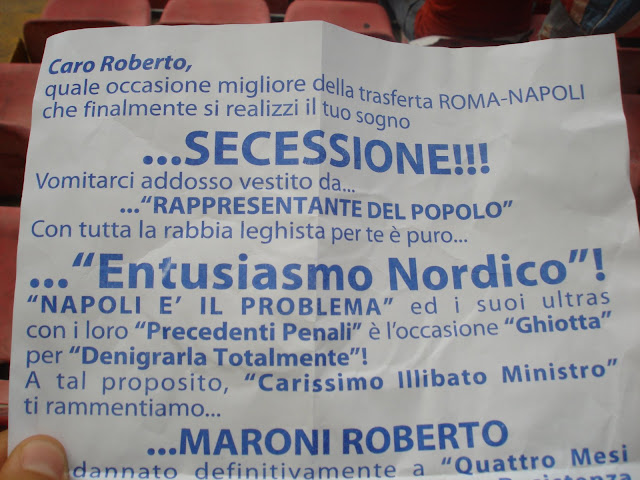 Caro Roberto,
quale occasione migliore della trasferta ROMA-NAPOLI
che finalmente si realizzi il tuo sogno
...SECESSIONE!!!
Vomitarci addosso vestito da...
..."RAPPRESENTANTE DEL POPOLO"
Con tutta la rabbia leghista per te è puro...
..."Entusiasmo Nordico"!
"NAPOLI E' IL PROBLEMA" ed i suoi ultras
con i loro "Precedenti Penali" è l'occasione "Ghiotta"
per "Denigrarla Totalmente"!
A tal proposito, "Carissimo Illibato Ministro"
ti rammentiamo...
...MARONI ROBERTO
dannato definitivamente a "Quattro Mesi